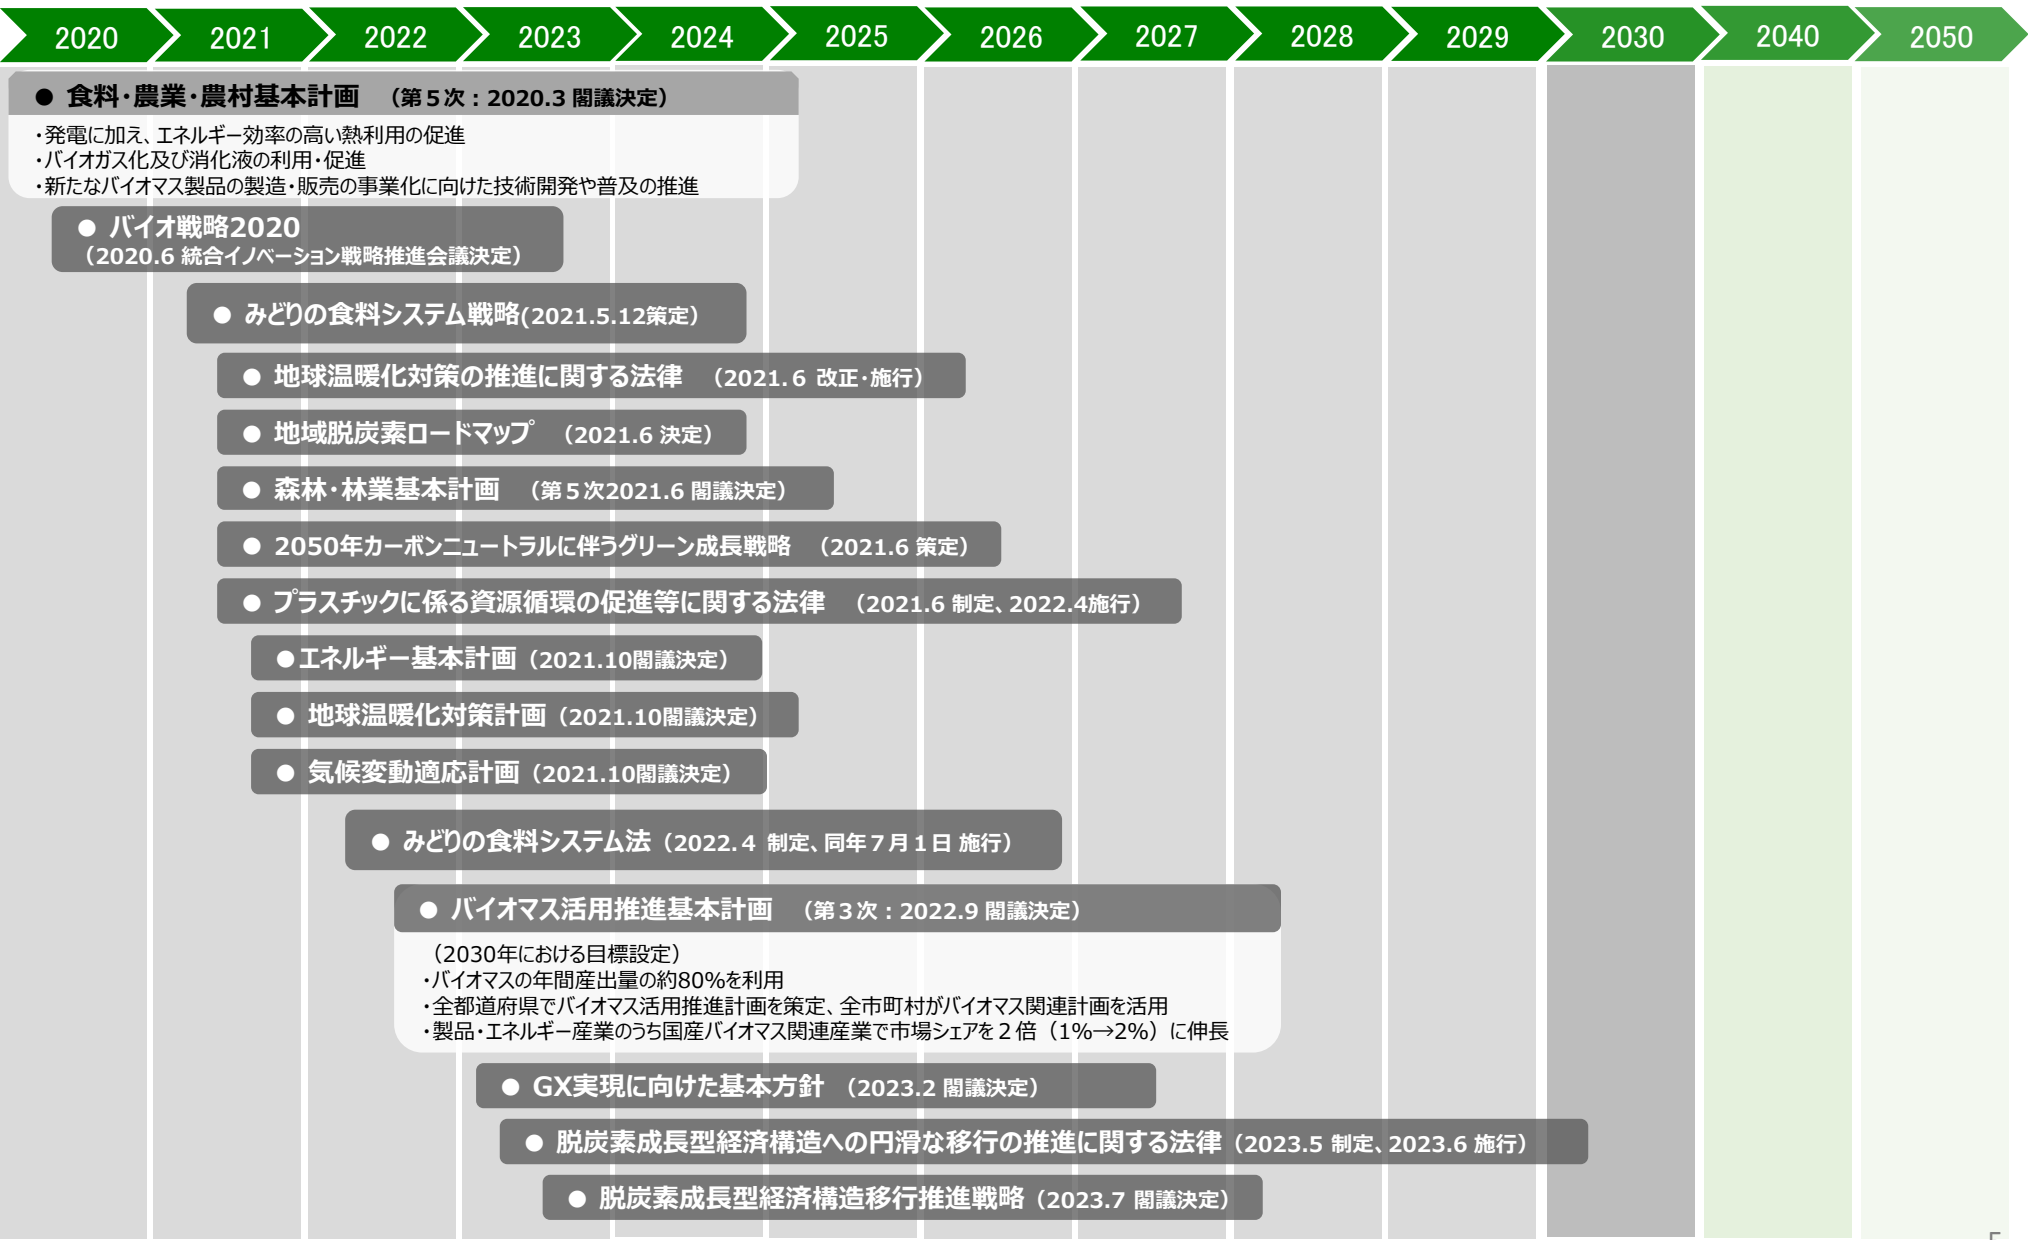 2020 2021 2022 2023 2024 2025 2026 2027 2028 2029 2030 2040 2050
● 食料・農業・農村基本計画 （第５次：2020.3 閣議決定）
・発電に加え、エネルギー効率の高い熱利用の促進
・バイオガス化及び消化液の利用・促進
・新たなバイオマス製品の製造・販売の事業化に向けた技術開発や普及の推進
● バイオ戦略2020
（2020.6 統合イノベーション戦略推進会議決定）
● みどりの食料システム戦略(2021.5.12策定）
● 地球温暖化対策の推進に関する法律 （2021.６ 改正・施行）
● 地域脱炭素ロードマップ （2021.6 決定）
● 森林・林業基本計画 （第５次2021.6 閣議決定）
● 2050年カーボンニュートラルに伴うグリーン成長戦略 （2021.6 策定）
● プラスチックに係る資源循環の促進等に関する法律 （2021.6 制定、2022.4施行）
●エネルギー基本計画（2021.10閣議決定）
● 地球温暖化対策計画（2021.10閣議決定）
● 気候変動適応計画（2021.10閣議決定）
● みどりの食料システム法（2022.４ 制定、同年７月１日 施行）
● バイオマス活用推進基本計画 （第３次：2022.9 閣議決定）
（2030年における目標設定）
・バイオマスの年間産出量の約80%を利用
・全都道府県でバイオマス活用推進計画を策定、全市町村がバイオマス関連計画を活用
・製品・エネルギー産業のうち国産バイオマス関連産業で市場シェアを２倍（1%→2%）に伸長
● GX実現に向けた基本方針 （2023.2 閣議決定）
● 脱炭素成長型経済構造への円滑な移行の推進に関する法律（2023.5 制定、2023.6 施行）
● 脱炭素成長型経済構造移行推進戦略（2023.7 閣議決定）